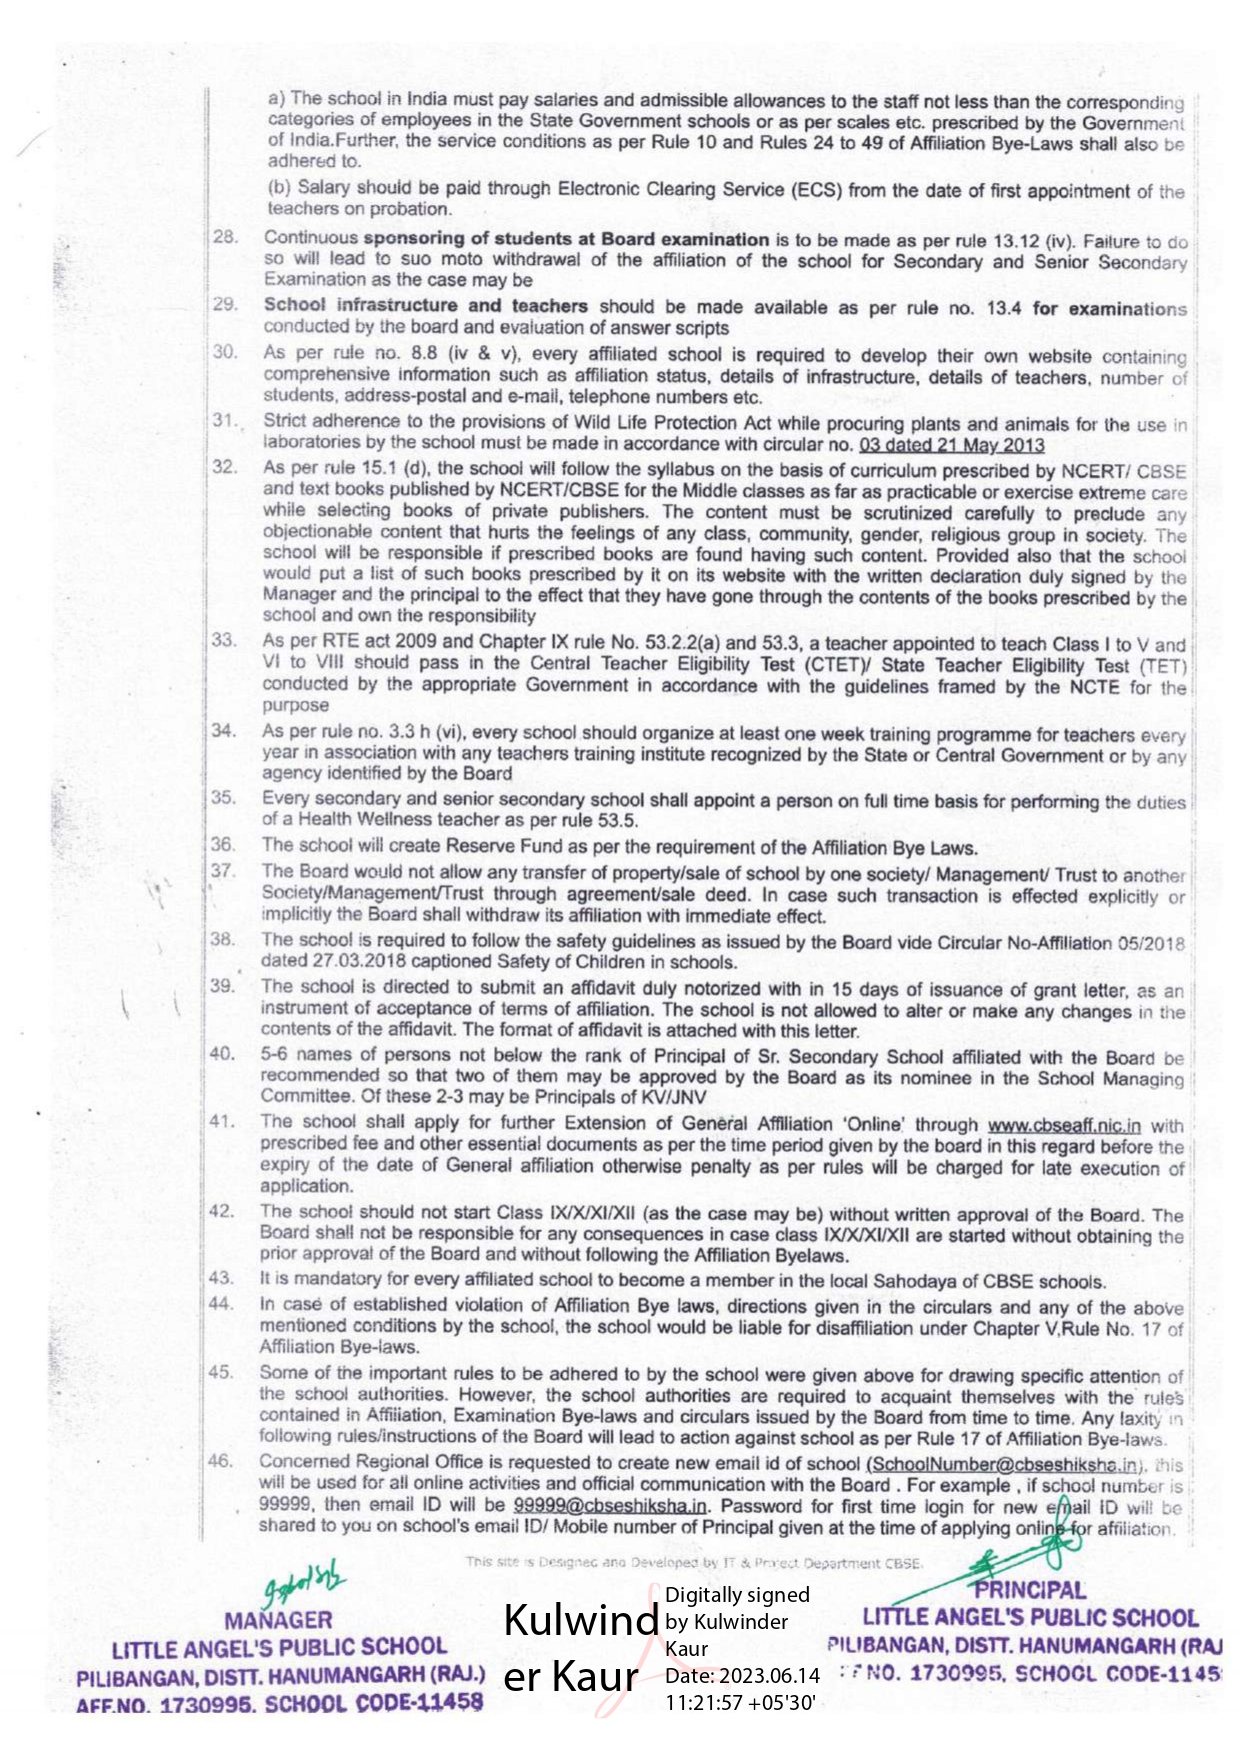 a) The school in India must pay salaries and admissible allowances to the staff not less than the corresponding
categories of employees in the State Government schools or as per scales etc. prescribed by the Government
of India.Further, the service conditions as per Rule 10 and Rules 24 to 49 of Affiliation Bye-Laws shall also be
adhered to.
(b) Salary should be paid through Electronic Clearing Service (ECS) from the date of first appointment of the
teachers on probation.
28. Continuous sponsoring of students at Board examination is to be made as per rule 13.12 (iv). Failure to do
so will lead to suo moto withdrawal of the affiliation of the school for Secondary and Senior Secondary
Examination as the case may be
29. School infrastructure and teachers should be made available as per rule no. 13.4 for examinations
conducted by the board and evaluation of answer scripts
30. As per rule no. 8.8 (iv & v), every affiliated school is required to develop their own website containing
comprehensive information such as affiliation status, details of infrastructure, details of teachers, number of
students, address-postal and e-mail, telephone numbers etc.
31. Strict adherence to the provisions of Wild Life Protection Act while procuring plants and animals for the use in
laboratories by the school must be made in accordance with circular no. 03 dated 21 May 2013
32. As per rule 15.1 (d), the school will follow the syllabus on the basis of curriculum prescribed by NCERT/ CBSE
and text books published by NCERT/CBSE for the Middle classes as far as practicable or exercise extreme care
while selecting books of private publishers. The content must be scrutinized carefully to preclude any
objectionable content that hurts the feelings of any class, community, gender, religious group in society. The
school will be responsible if prescribed books are found having such content. Provided also that the school
would put a list of such books prescribed by it on its website with the written declaration duly signed by the
Manager and the principal to the effect that they have gone through the contents of the books prescribed by the
school and own the responsibility
33. As per RTE act 2009 and Chapter IX rule No. 53.2.2(a) and 53.3, a teacher appointed to teach Class I to V and
VI to VIII should pass in the Central Teacher Eligibility Test (CTET)/ State Teacher Eligibility Test (TET)
conducted by the appropriate Government in accordance with the guidelines framed by the NCTE for the
purpose
34. As per rule no. 3.3 h (vi), every school should organize at least one week training programme for teachers every
year in association with any teachers training institute recognized by the State or Central Government or by any
agency identified by the Board
35. Every secondary and senior secondary school shall appoint a person on full time basis for performing the duties
of a Health Wellness teacher as per rule 53.5.
36. The school will create Reserve Fund as per the requirement of the Affiliation Bye Laws.
37. The Board would not allow any transfer of property/sale of school by one society/ Management/ Trust to another
Society/Management/Trust through agreement/sale deed. In case such transaction is effected explicitly or
implicitly the Board shall withdraw its affiliation with immediate effect.
38. The school is required to follow the safety guidelines as issued by the Board vide Circular No-Affiliation 05/2018
dated 27.03.2018 captioned Safety of Children in schools.
39. The school is directed to submit an affidavit duly notorized with in 15 days of issuance of grant letter, as an
instrument of acceptance of terms of affiliation. The school is not allowed to alter or make any changes in the
contents of the affidavit. The format of affidavit is attached with this letter.
40. 5-6 names of persons not below the rank of Principal of Sr. Secondary School affiliated with the Board be
recommended so that two of them may be approved by the Board as its nominee in the School Managing
Committee. Of these 2-3 may be Principals of KV/JNV
41. The school shall apply for further Extension of General Affiliation 'Online' through www.cbseaff.nic.in with
prescribed fee and other essential documents as per the time period given by the board in this regard before the
expiry of the date of General affiliation otherwise penalty as per rules will be charged for late execution of
application.
42. The school should not start Class IX/X/XI/XII (as the case may be) without written approval of the Board. The
Board shall not be responsible for any consequences in case class IX/X/XI/XII are started without obtaining the
prior approval of the Board and without following the Affiliation Byelaws.
43. It is mandatory for every affiliated school to become a member in the local Sahodaya of CBSE schools.
44. In case of established violation of Affiliation Bye laws, directions given in the circulars and any of the above
mentioned conditions by the school, the school would be liable for disaffiliation under Chapter V,Rule No. 17 of
Affiliation Bye-laws.
45. Some of the important rules to be adhered to by the school were given above for drawing specific attention of
the school authorities. However, the school authorities are required to acquaint themselves with the rules
contained in Affiliation, Examination Bye-laws and circulars issued by the Board from time to time. Any laxity in
following rules/instructions of the Board will lead to action against school as per Rule 17 of Affiliation Bye-laws.
46. Concerned Regional Office is requested to create new email id of school (SchoolNumber@cbseshiksha.in), this
will be used for all online activities and official communication with the Board . For example , if school number is
99999, then email ID will be 99999@cbseshiksha.in. Password for first time login for new email ID will be
shared to you on school's email ID/ Mobile number of Principal given at the time of applying online for affiliation.
This site is Designed and Developed by IT & Project Department CBSE.
MANAGER
LITTLE ANGEL'S PUBLIC SCHOOL
PILIBANGAN, DISTT. HANUMANGARH (RAJ.)
AFF.NO. 1730995, SCHOOL CODE-11458
Kulwind
er Kaur
Digitally signed
by Kulwinder
Kaur
Date: 2023.06.14
11:21:57 +05'30'
PRINCIPAL
LITTLE ANGEL'S PUBLIC SCHOOL
PILIBANGAN, DISTT. HANUMANGARH (RAJ
NO. 1730995, SCHOOL CODE-1145